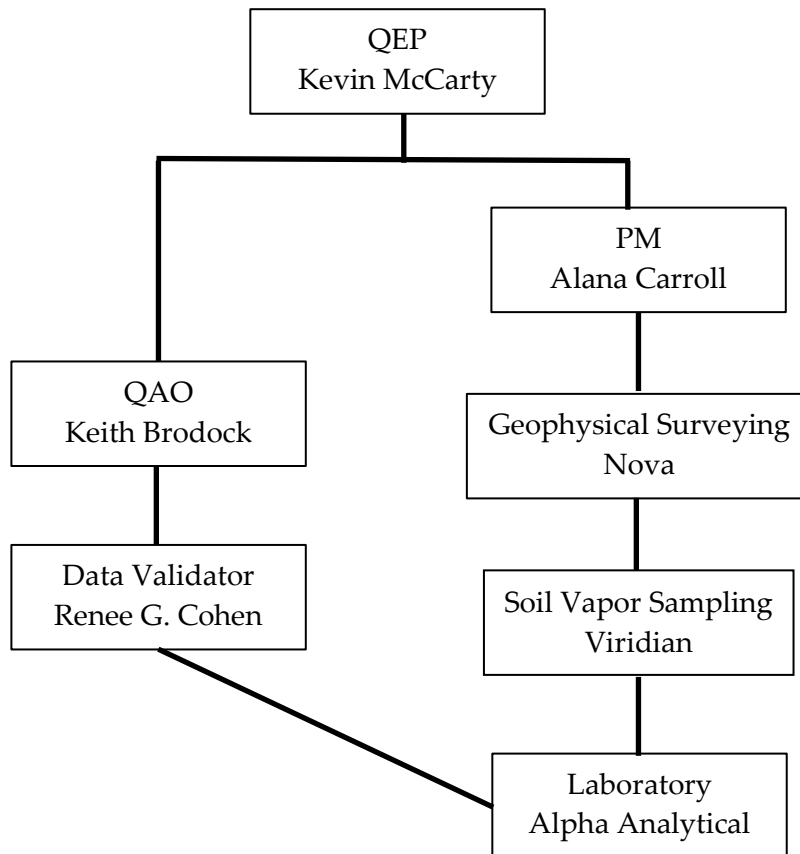 QEP
Kevin McCarty
PM
Alana Carroll
QAO
Keith Brodock
Geophysical Surveying
Nova
Data Validator
Renee G. Cohen
Soil Vapor Sampling
Viridian
Laboratory
Alpha Analytical